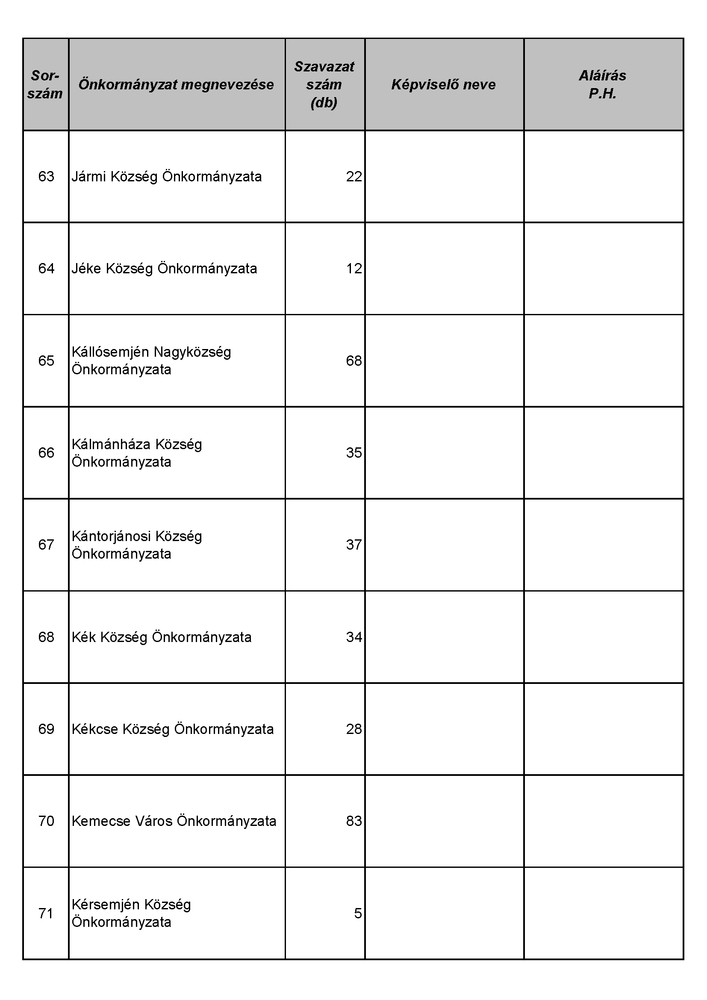 Sor-
szám
Önkormányzat megnevezése
Szavazat
szám
(db)
Képviselő neve
Aláírás
P.H.
63 Jármi Község Önkormányzata 22
64 Jéke Község Önkormányzata 12
65 Kállósemjén Nagyközség
Önkormányzata 68
66 Kálmánháza Község
Önkormányzata 35
67 Kántorjánosi Község
Önkormányzata 37
68 Kék Község Önkormányzata 34
69 Kékcse Község Önkormányzata 28
70 Kemecse Város Önkormányzata 83
71 Kérsemjén Község
Önkormányzata 5